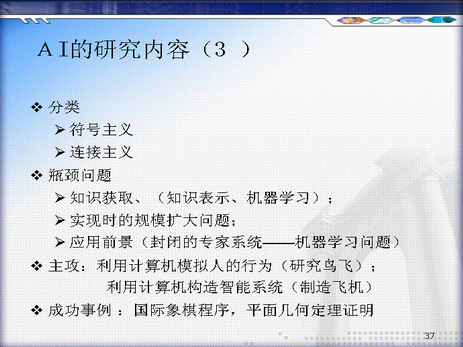 AI的研究内容（3 ）
❖ 分类
➢ 符号主义
➢ 连接主义
❖ 瓶颈问题
➢ 知识获取、（知识表示、机器学习）；
➢ 实现时的规模扩大问题；
➢ 应用前景（封闭的专家系统——机器学习问题）
❖ 主攻：利用计算机模拟人的行为（研究鸟飞）；
利用计算机构造智能系统（制造飞机）
❖ 成功事例 ：国际象棋程序，平面几何定理证明
37